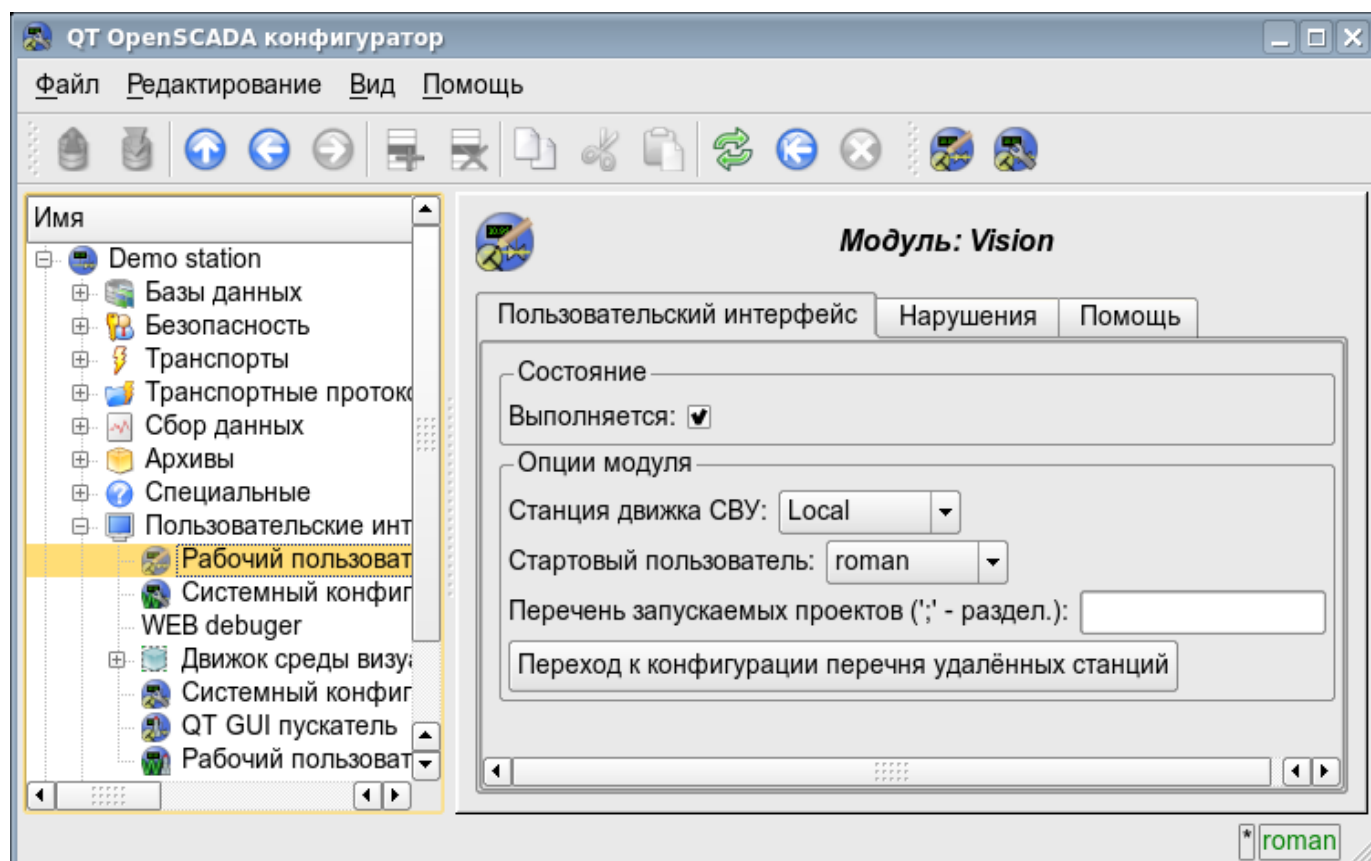 QT OpenSCADA конфигуратор
Файл Редактирование Вид Помощь
Имя
Demo station
Базы данных
Безопасность
Транспорты
Транспортные проток
Сбор данных
Архивы
Специальные
Пользовательские инт
Рабочий пользоват
Системный конфиг
WEB debuger
Движок среды визу
Системный конфиг
QT GUI пускатель
Рабочий пользоват
Модуль: Vision
Пользовательский интерфейс Нарушения Помощь
Состояние
Выполняется:
Опции модуля
Станция движка СВУ: Local
Стартовый пользователь: roman
Перечень запускаемых проектов (';' - раздел.):
Переход к конфигурации перечня удалённых станций
* roman